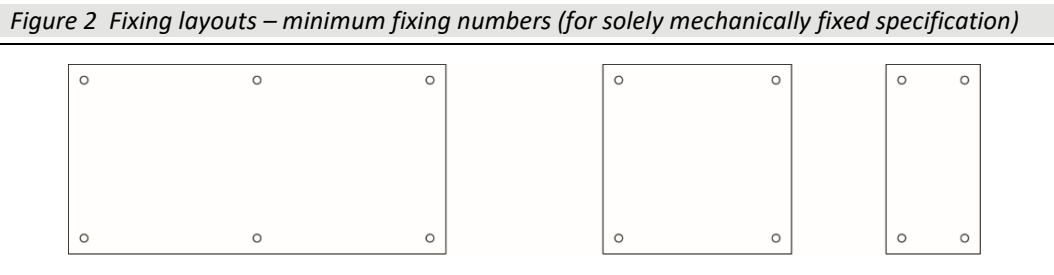 Figure 2  Fixing layouts – minimum fixing numbers (for solely mechanically fixed specification)